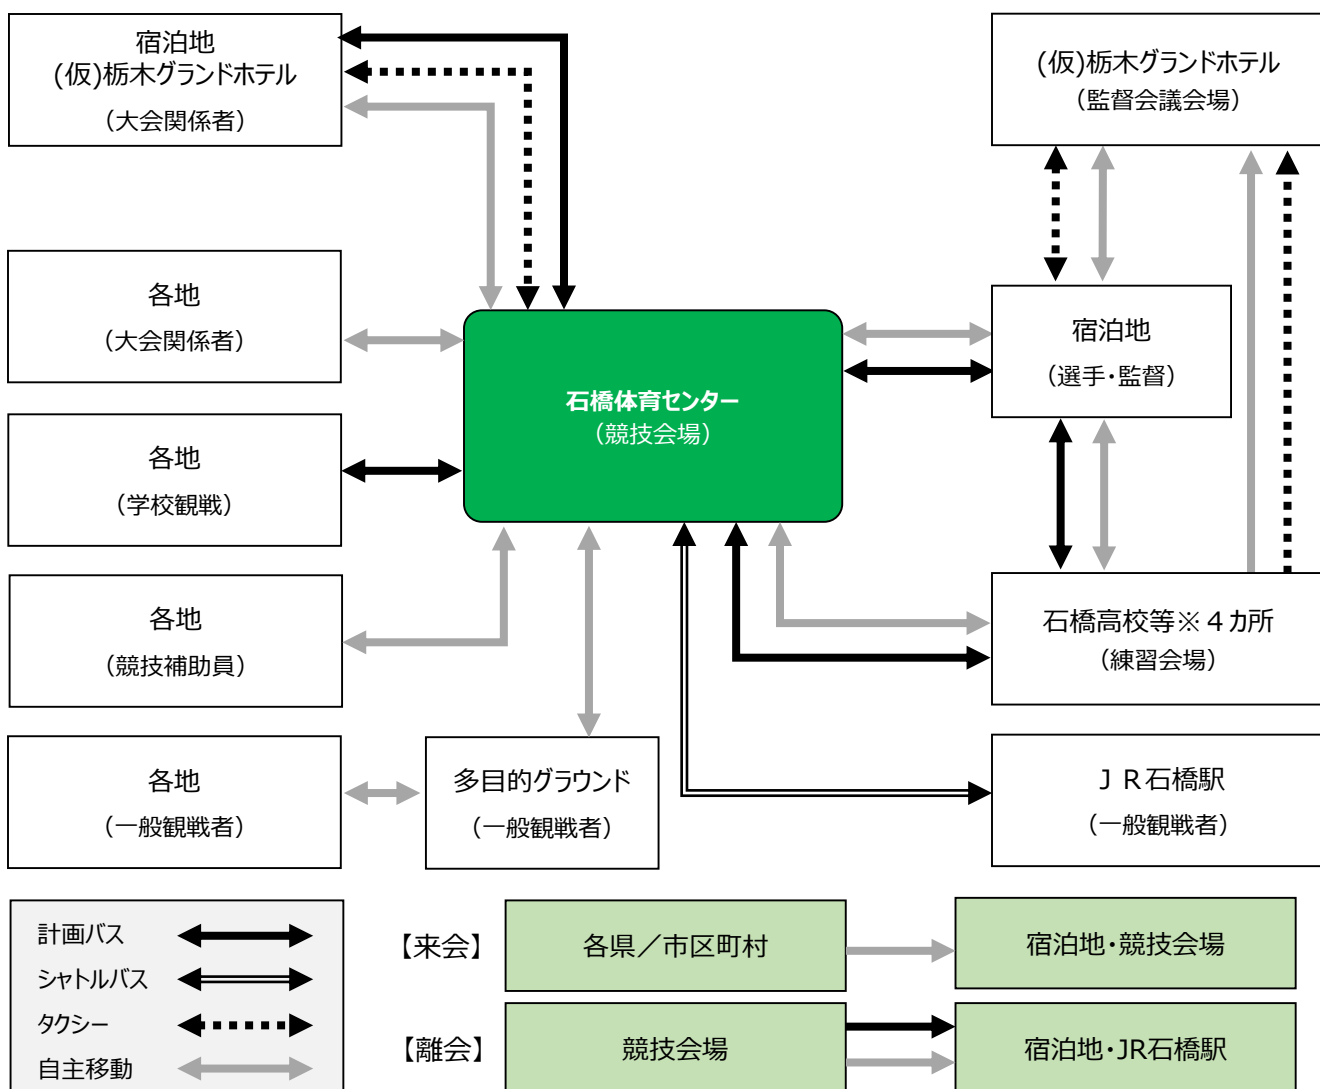 宿泊地
(仮)栃木グランドホテル
（大会関係者）
(仮)栃木グランドホテル
（監督会議会場）
各地
（大会関係者）
石橋体育センター
（競技会場）
宿泊地
（選手・監督）
各地
（学校観戦）
各地
（競技補助員）
石橋高校等※４カ所
（練習会場）
各地
（一般観戦者）
多目的グラウンド
（一般観戦者）
ＪＲ石橋駅
（一般観戦者）
計画バス
シャトルバス
タクシー
自主移動
【来会】
各県／市区町村
宿泊地・競技会場
【離会】
競技会場
宿泊地・JR石橋駅